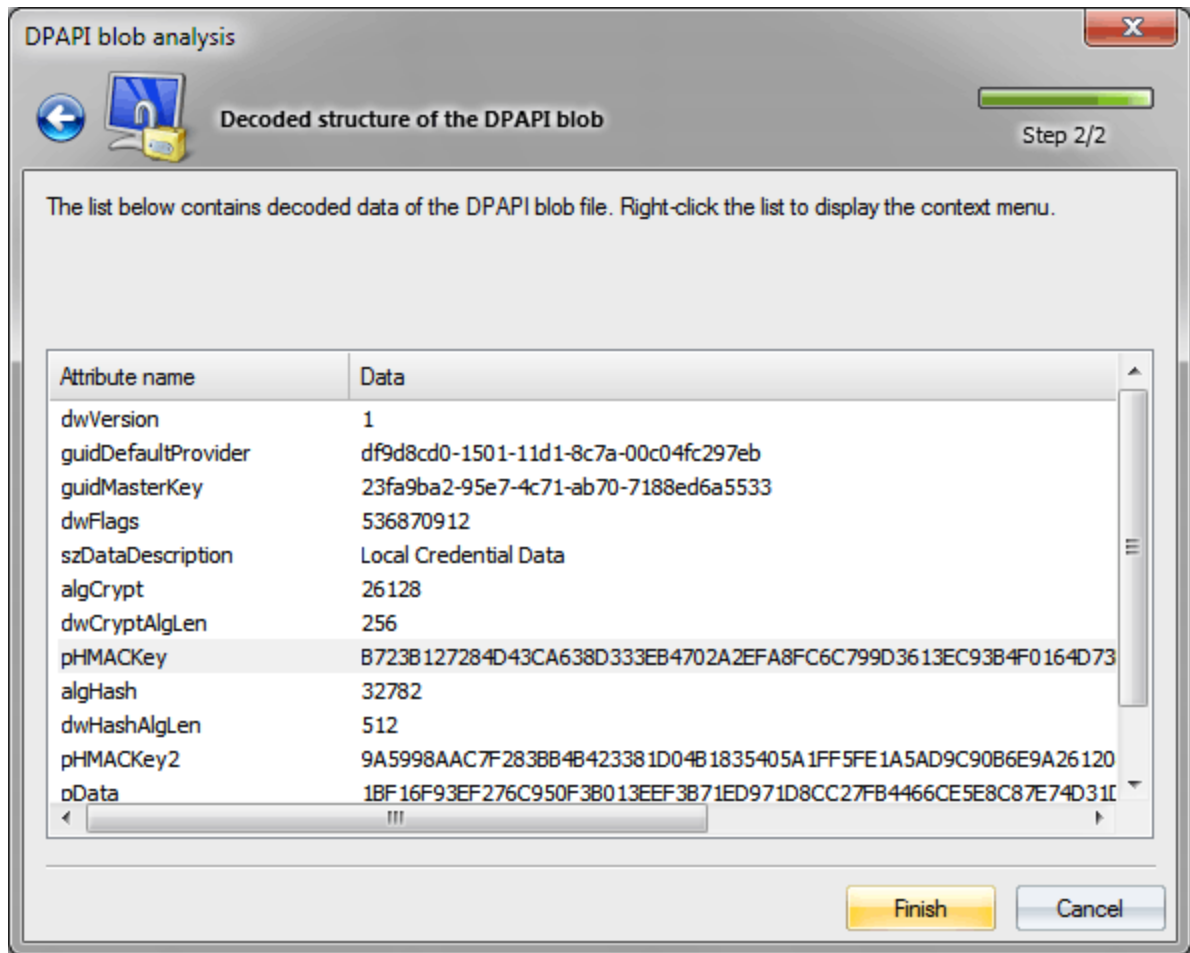 DPAPI blob analysis
Decoded structure of the DPAPI blob
Step 2/2
The list below contains decoded data of the DPAPI blob file. Right-click the list to display the context menu.
Attribute name Data
dwVersion 1
guidDefaultProvider df9d8cd0-1501-11d1-8c7a-00c04fc297eb
guidMasterKey 23fa9ba2-95e7-4c71-ab70-7188ed6a5533
dwFlags 536870912
szDataDescription Local Credential Data
algCrypt 26128
dwCryptAlgLen 256
pHMACKey B723B127284D43CA638D333EB4702A2EFA8FC6C799D3613EC93B4F0164D73
algHash 32782
dwHashAlgLen 512
pHMACKey2 9A5998AAC7F283BB4B423381D04B1835405A1FF5FE1A5AD9C90B6E9A26120
pData 1BF16F93EF276C950F3B013EEF3B71ED971D8CC27FB4466CE5E8C87E74D31D
Finish Cancel